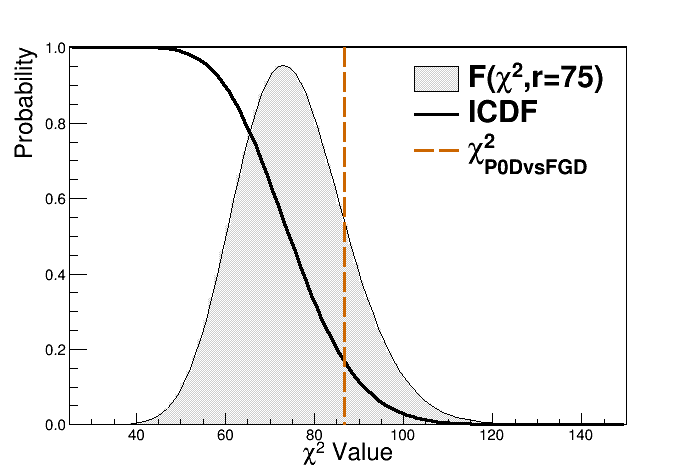 Probability
1.0
0.8
0.6
0.4
0.2
0.0
F(χ²,r=75)
ICDF
χ²P0DvsFGD
40 60 80 100 120 140
χ² Value